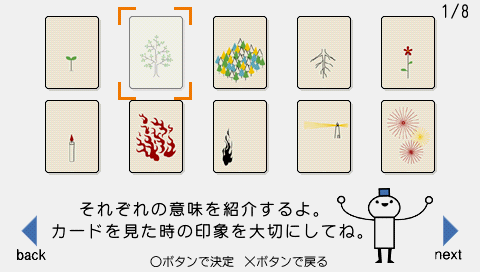 1/8
それぞれの意味を紹介するよ。
カードを見た時の印象を大切にしてね。
back
next
○ボタンで決定 ×ボタンで戻る